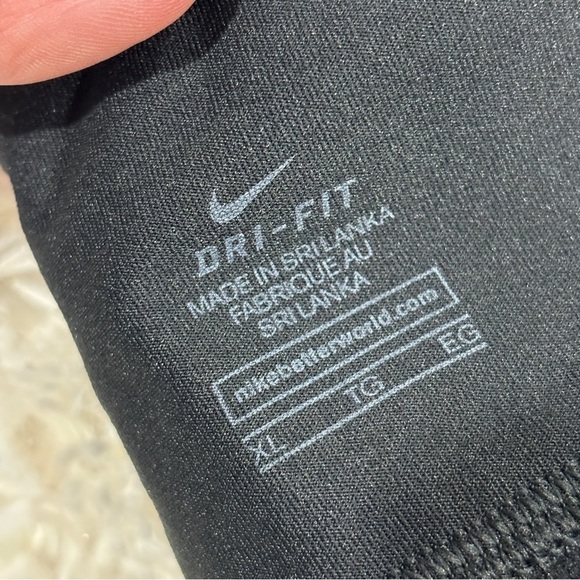 DRI-FIT
MADE IN SRI LANKA
FABRIQUE AU
SRI LANKA
nikebetterworld.com
XL TG EG